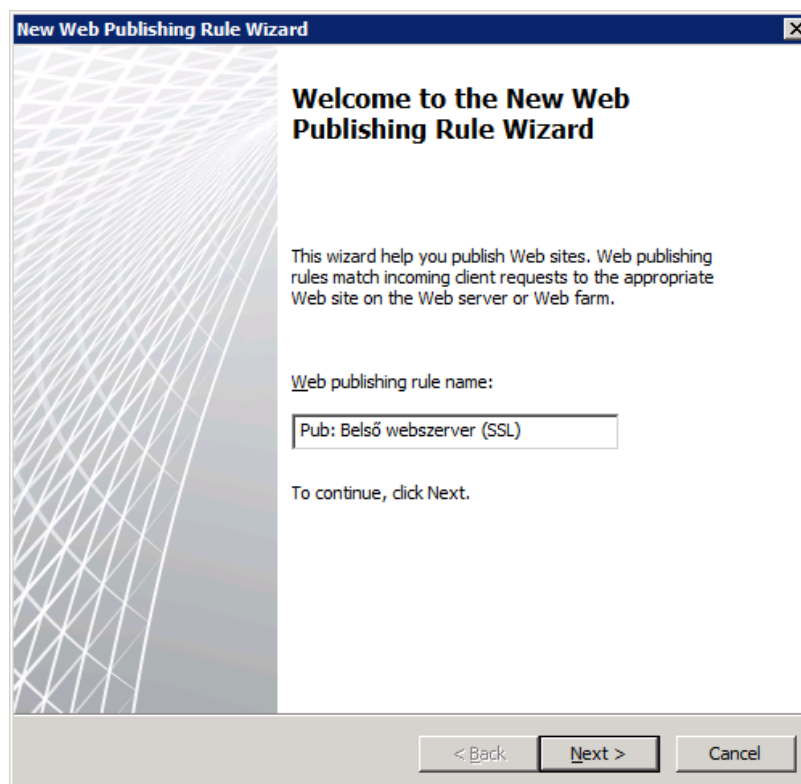 New Web Publishing Rule Wizard
Welcome to the New Web
Publishing Rule Wizard
This wizard help you publish Web sites. Web publishing
rules match incoming client requests to the appropriate
Web site on the Web server or Web farm.
Web publishing rule name:
Pub: Belső webszerver (SSL)
To continue, click Next.
< Back
Next >
Cancel